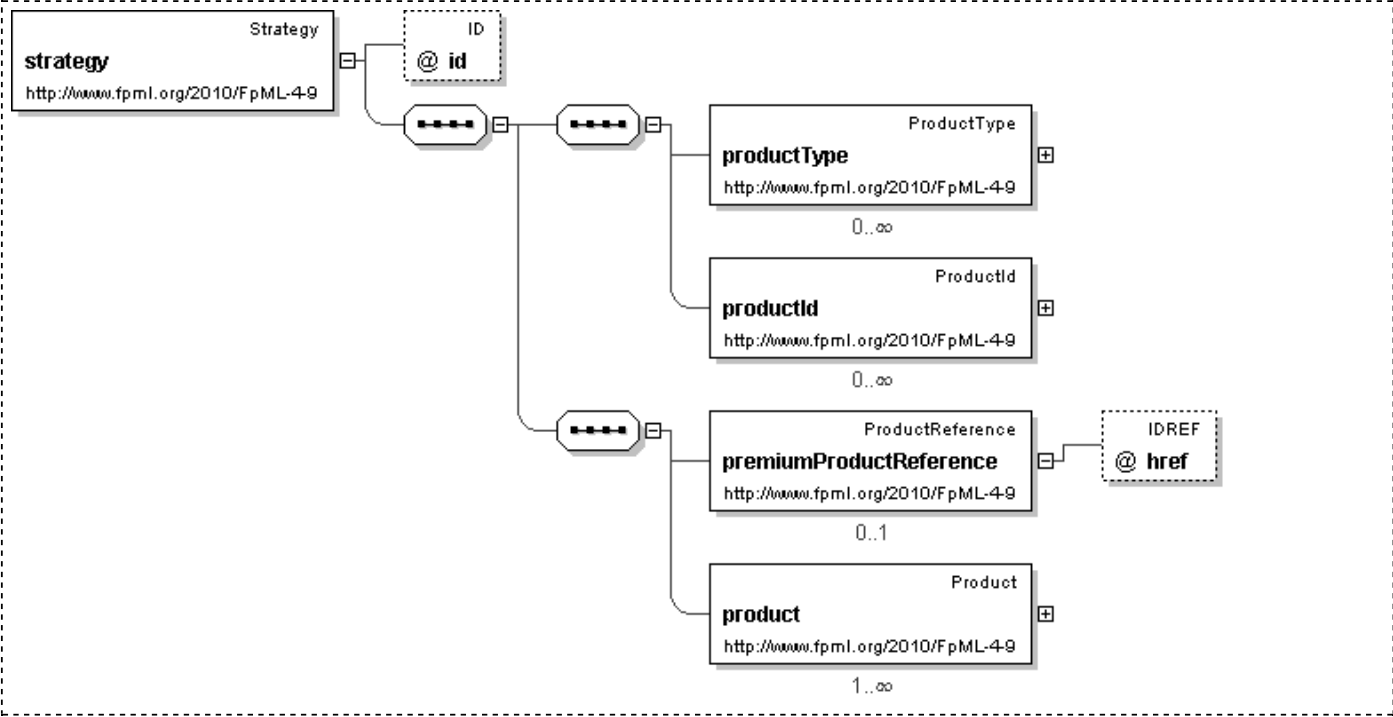 Strategy
strategy
http://www.fpml.org/2010/FpML-4-9
ID
@ id
ProductType
productType
http://www.fpml.org/2010/FpML-4-9
0..∞
ProductId
productId
http://www.fpml.org/2010/FpML-4-9
0..∞
ProductReference
premiumProductReference
http://www.fpml.org/2010/FpML-4-9
0..1
IDREF
@ href
Product
product
http://www.fpml.org/2010/FpML-4-9
1..∞